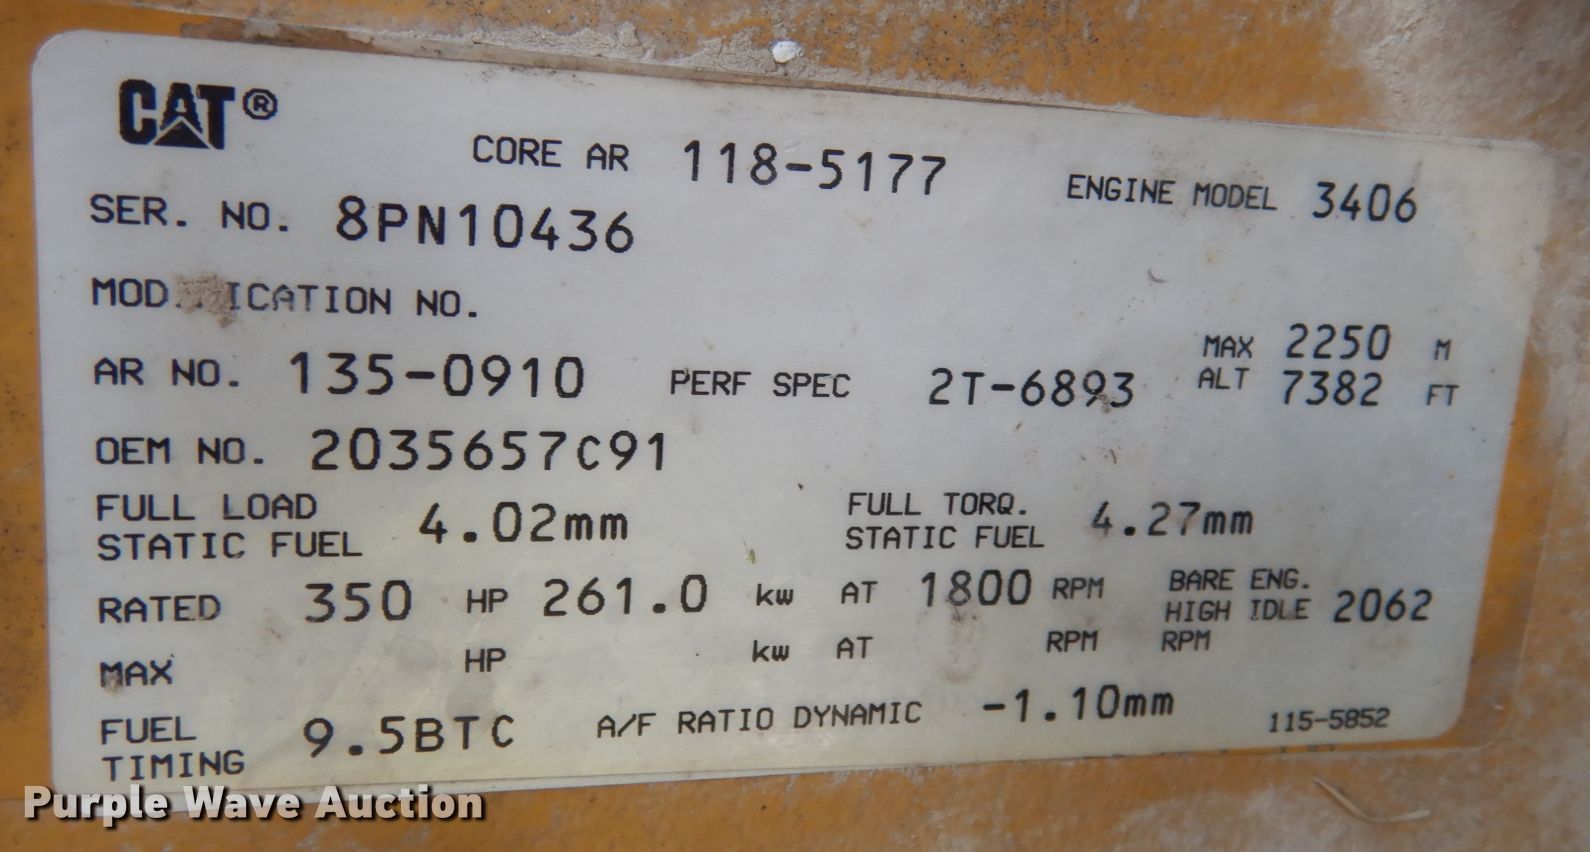 CAT®
CORE AR 118-5177 ENGINE MODEL 3406
SER. NO. 8PN10436
MOD ICATION NO.
AR NO. 135-0910 PERF SPEC 2T-6893 MAX ALT 2250 M 7382 FT
OEM NO. 2035657C91
FULL LOAD STATIC FUEL 4.02mm FULL TORQ. STATIC FUEL 4.27mm
RATED 350 HP 261.0 kw AT 1800 RPM BARE ENG. HIGH IDLE 2062 RPM
MAX HP kw AT RPM
FUEL TIMING 9.5BTC A/F RATIO DYNAMIC -1.10mm 115-5852
Purple Wave Auction